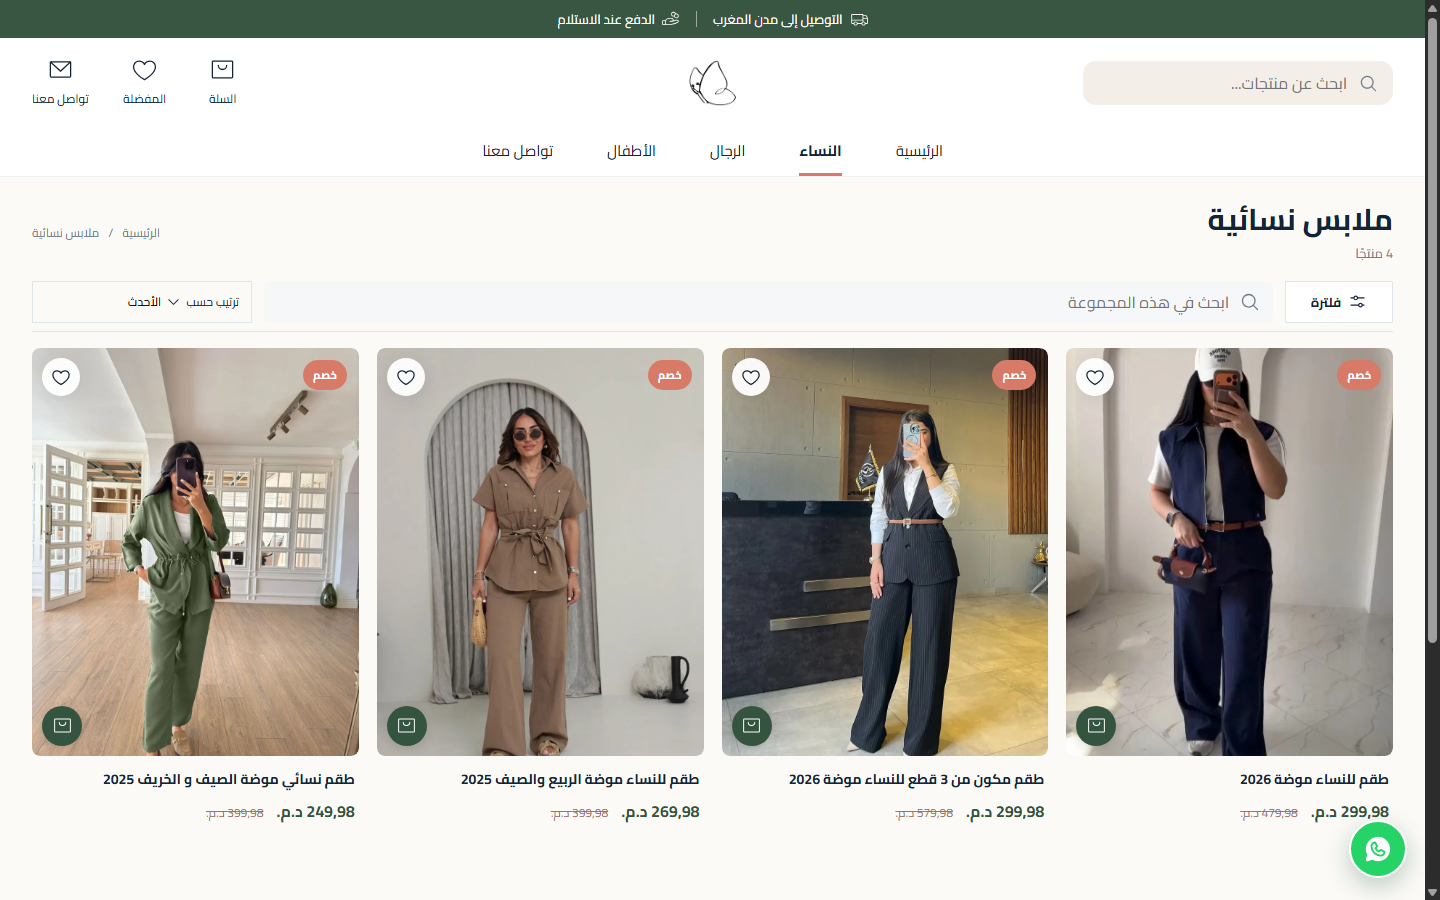 التوصيل إلى مدن المغرب
الدفع عند الاستلام
ابحث عن منتجات...
السلة
المفضلة
تواصل معنا
الرئيسية
النساء
الرجال
الأطفال
تواصل معنا
ملابس نسائية
4 منتجًا
الرئيسية / ملابس نسائية
فلترة
ابحث في هذه المجموعة
ترتيب حسب
الأحدث
خصم
خصم
خصم
طقم للنساء موضة 2026
299,98 د.م. 479,98 د.م.
طقم مكون من 3 قطع للنساء موضة 2026
299,98 د.م. 579,98 د.م.
طقم للنساء موضة الربيع والصيف 2025
269,98 د.م. 399,98 د.م.
خصم
طقم نسائي موضة الصيف و الخريف 2025
249,98 د.م. 399,98 د.م.